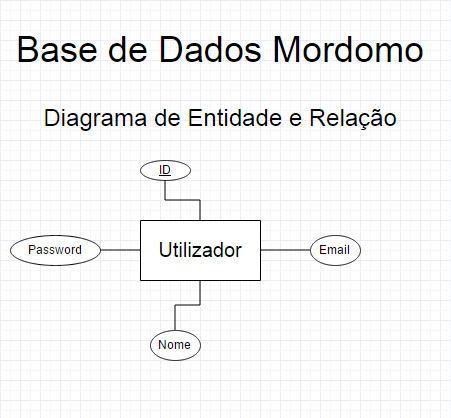 Base de Dados Mordomo
Diagrama de Entidade e Relação
ID
Password
Utilizador
Email
Nome